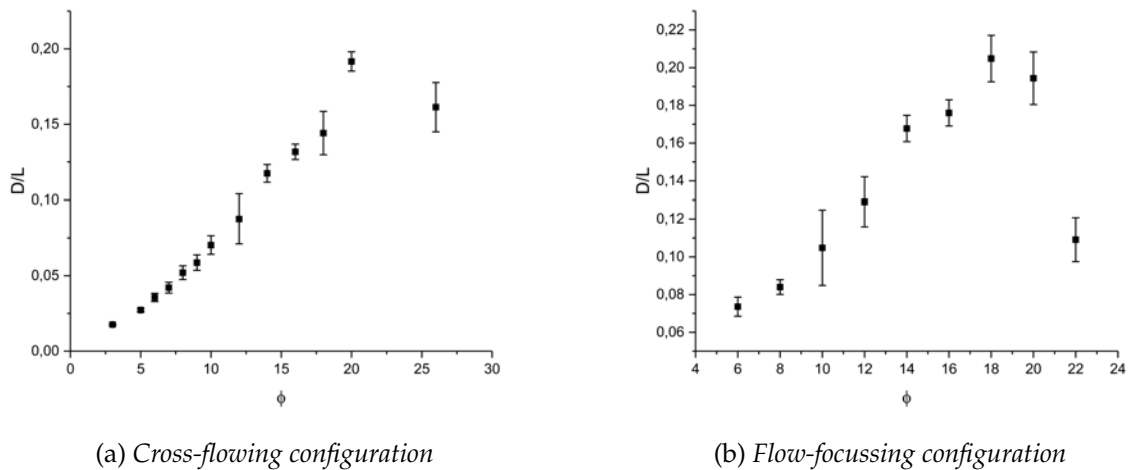 0,20
0,15
0,10
0,05
0,00
D/L
0 5 10 15 20 25 30
ϕ
(a) Cross-flowing configuration
0,22
0,20
0,18
0,16
0,14
0,12
0,10
0,08
0,06
D/L
4 6 8 10 12 14 16 18 20 22 24
ϕ
(b) Flow-focussing configuration